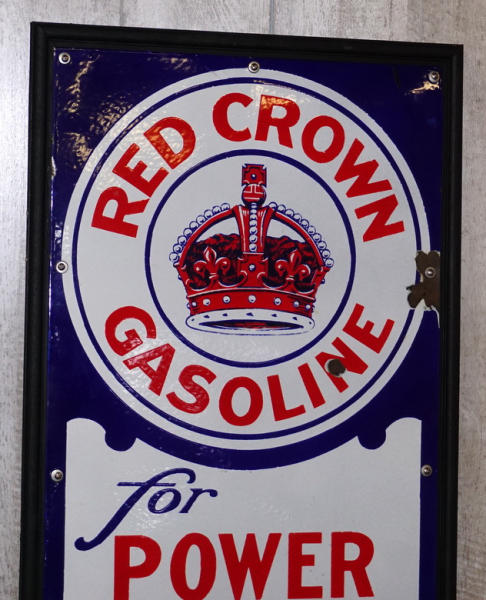 RED CROWN
GASOLINE
for
POWER